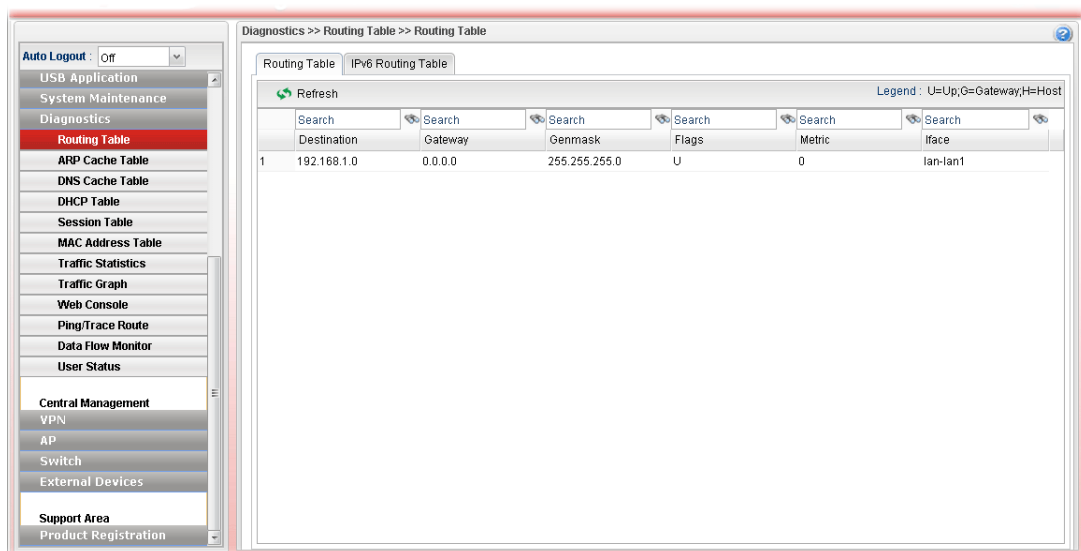 Diagnostics >> Routing Table >> Routing Table
Auto Logout : Off
USB Application
System Maintenance
Diagnostics
Routing Table
ARP Cache Table
DNS Cache Table
DHCP Table
Session Table
MAC Address Table
Traffic Statistics
Traffic Graph
Web Console
Ping/Trace Route
Data Flow Monitor
User Status
Central Management
VPN
AP
Switch
External Devices
Support Area
Product Registration
Routing Table IPv6 Routing Table
Refresh Legend : U=Up;G=Gateway;H=Host
Search Search Search Search Search Search
Destination Gateway Genmask Flags Metric Iface
1 192.168.1.0 0.0.0.0 255.255.255.0 U 0 lan-lan1